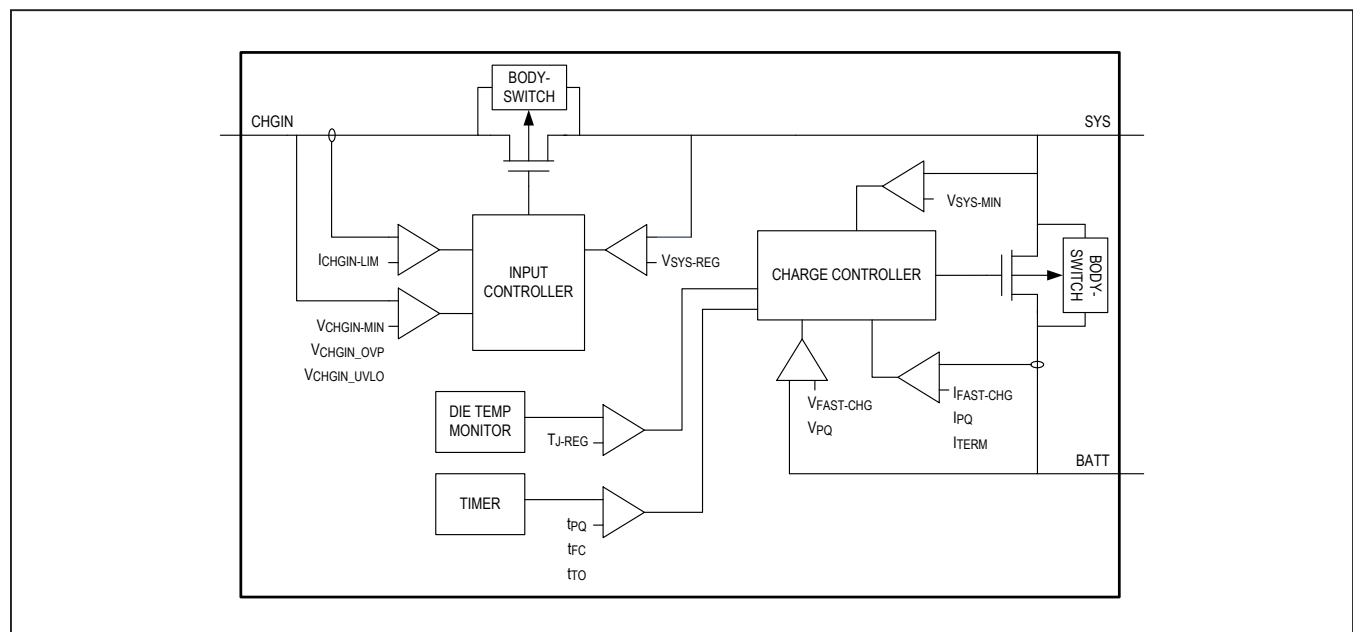 BODY-
SWITCH
CHGIN
SYS
VSYS-MIN
ICHGIN-LIM
INPUT
CONTROLLER
VSYS-REG
CHARGE CONTROLLER
BODY-
SWITCH
VCHGIN-MIN
VCHGIN_OVP
VCHGIN_UVLO
DIE TEMP
MONITOR
TJ-REG
VFAST-CHG
VPQ
IFAST-CHG
IPQ
ITERM
BATT
TIMER
tPQ
tFC
tTO